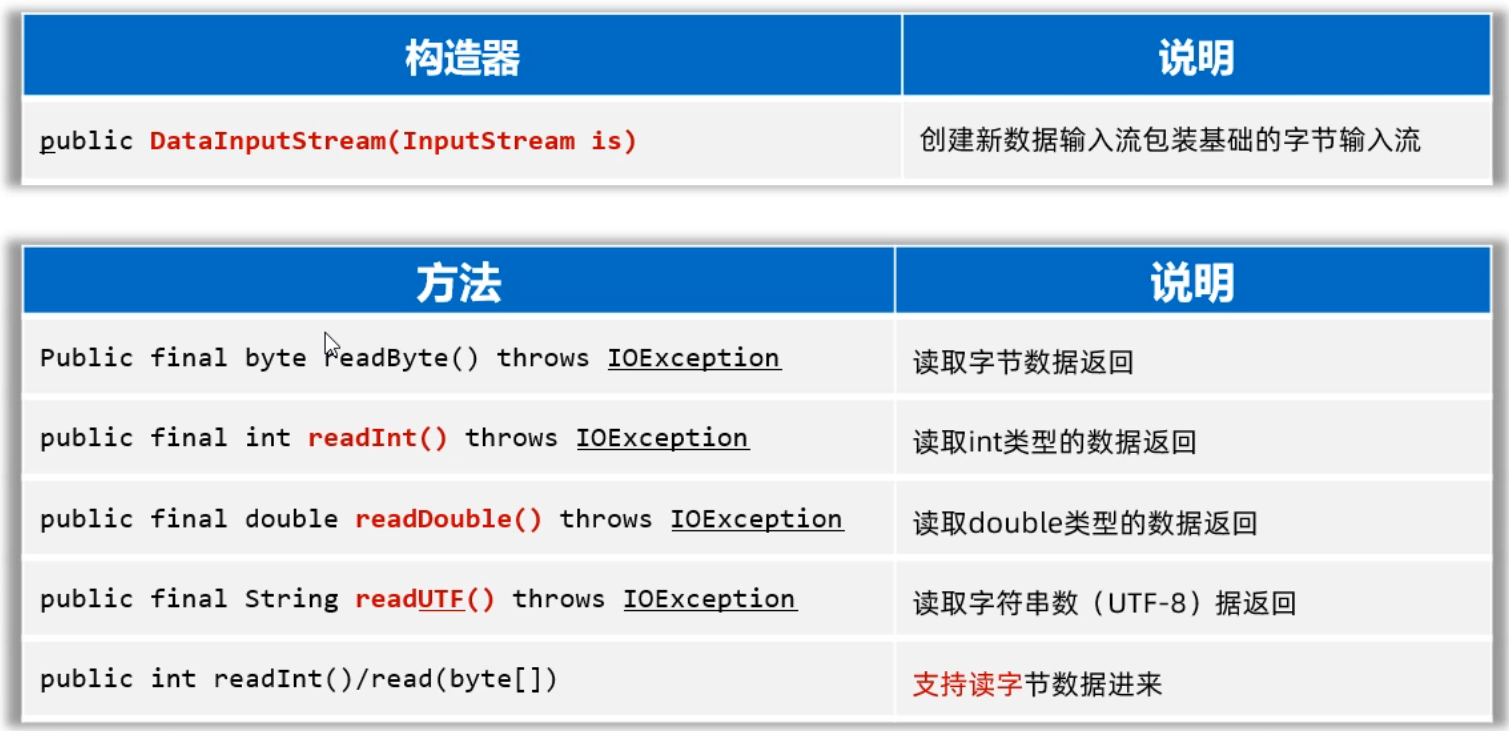 构造器 说明
public DataInputStream(InputStream is) 创建新数据输入流包装基础的字节输入流
方法 说明
Public final byte readByte() throws IOException 读取字节数据返回
public final int readInt() throws IOException 读取int类型的数据返回
public final double readDouble() throws IOException 读取double类型的数据返回
public final String readUTF() throws IOException 读取字符串数（UTF-8）据返回
public int readInt()/read(byte[]) 支持读字节数据进来